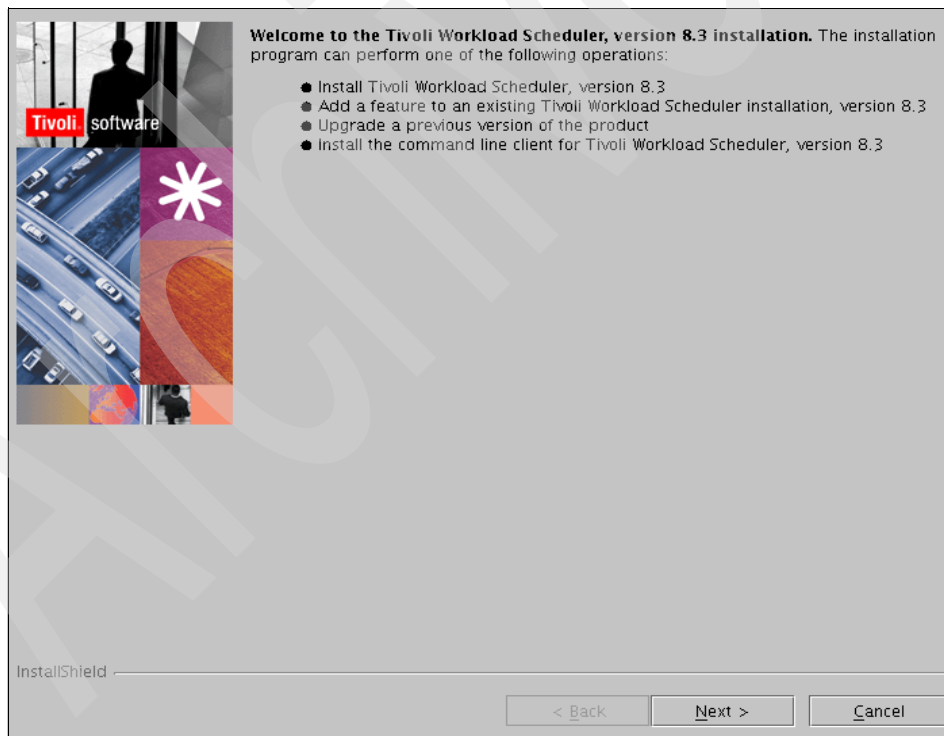 Welcome to the Tivoli Workload Scheduler, version 8.3 installation. The installation
program can perform one of the following operations:
● Install Tivoli Workload Scheduler, version 8.3
● Add a feature to an existing Tivoli Workload Scheduler installation, version 8.3
● Upgrade a previous version of the product
● Install the command line client for Tivoli Workload Scheduler, version 8.3
Tivoli. software
InstallShield
< Back Next > Cancel